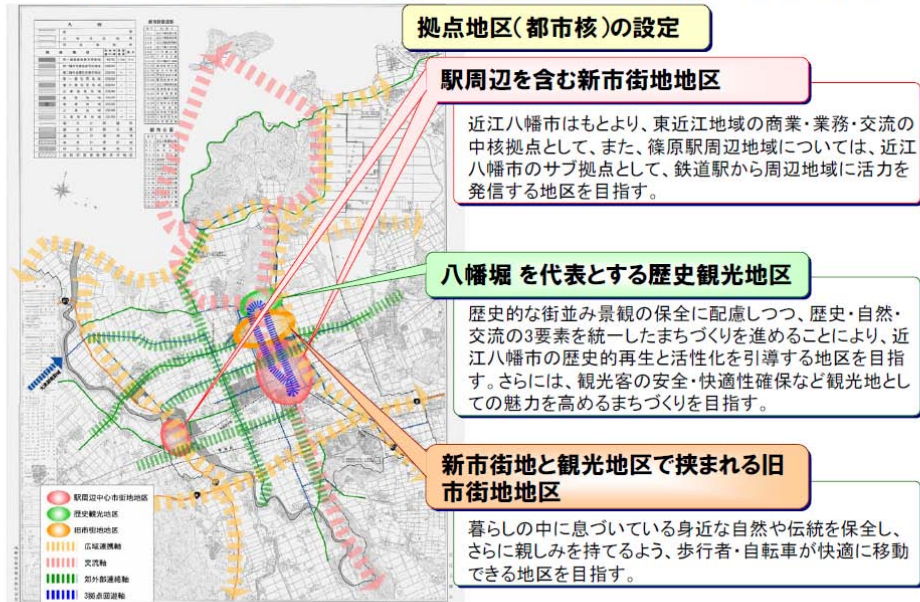 拠点地区(都市核)の設定
駅周辺を含む新市街地地区
近江八幡市はもとより、東近江地域の商業・業務・交流の
中核拠点として、また、篠原駅周辺地域については、近江
八幡市のサブ拠点として、鉄道駅から周辺地域に活力を
発信する地区を目指す。
八幡堀 を代表とする歴史観光地区
歴史的な街並み景観の保全に配慮しつつ、歴史・自然・
交流の3要素を統一したまちづくりを進めることにより、近
江八幡市の歴史的再生と活性化を引導する地区を目指
す。さらには、観光客の安全・快適性確保など観光地とし
ての魅力を高めるまちづくりを目指す。
新市街地と観光地区で挟まれる旧
市街地地区
暮らしの中に息づいている身近な自然や伝統を保全し、
さらに親しみを持てるよう、歩行者・自転車が快適に移動
できる地区を目指す。
駅周辺中心市街地地区
歴史観光地区
旧市街地地区
広域連携軸
交流軸
郊外部連絡軸
3拠点回遊軸